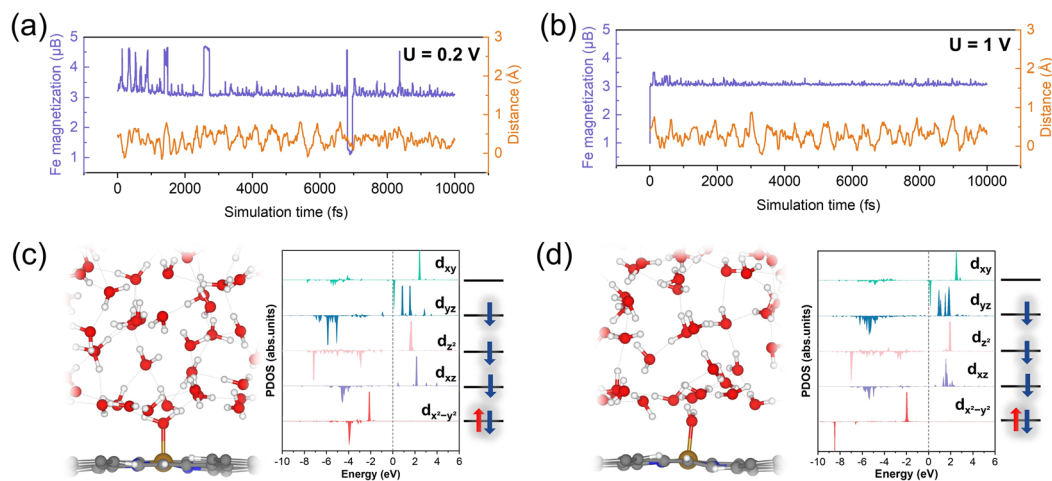 (a)
Fe magnetization (μB)
5
4
3
2
1
U = 0.2 V
3
2
1
0
Distance (Å)
0 2000 4000 6000 8000 10000
Simulation time (fs)
(b)
Fe magnetization (μB)
5
4
3
2
1
U = 1 V
3
2
1
0
Distance (Å)
0 2000 4000 6000 8000 10000
Simulation time (fs)
(c)
PDOS (abs.units)
dxy
dyz
dz²
dxz
dx²−y²
-10 -8 -6 -4 -2 0 2 4 6
Energy (eV)
(d)
PDOS (abs.units)
dxy
dyz
dz²
dxz
dx²−y²
-10 -8 -6 -4 -2 0 2 4 6
Energy (eV)